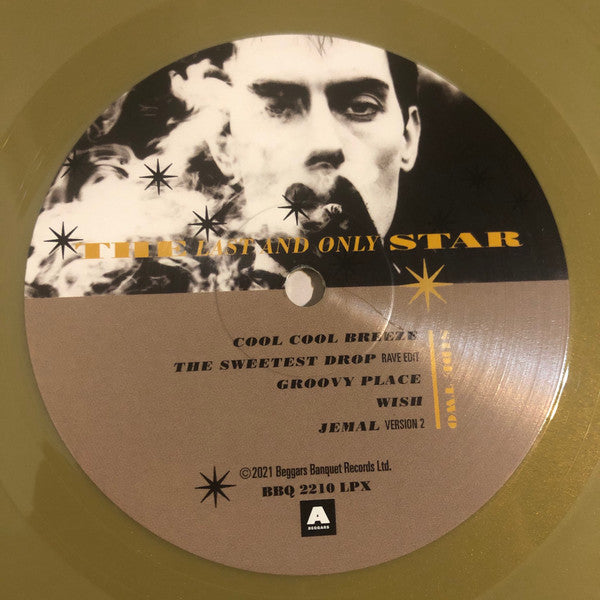 THE LAST AND ONLY STAR
COOL COOL BREEZE
THE SWEETEST DROP RAVE EDIT
GROOVY PLACE
WISH
JEMAL VERSION 2
SIDE TWO
©2021 Beggars Banquet Records Ltd.
BBQ 2210 LPX
A
BEGGARS